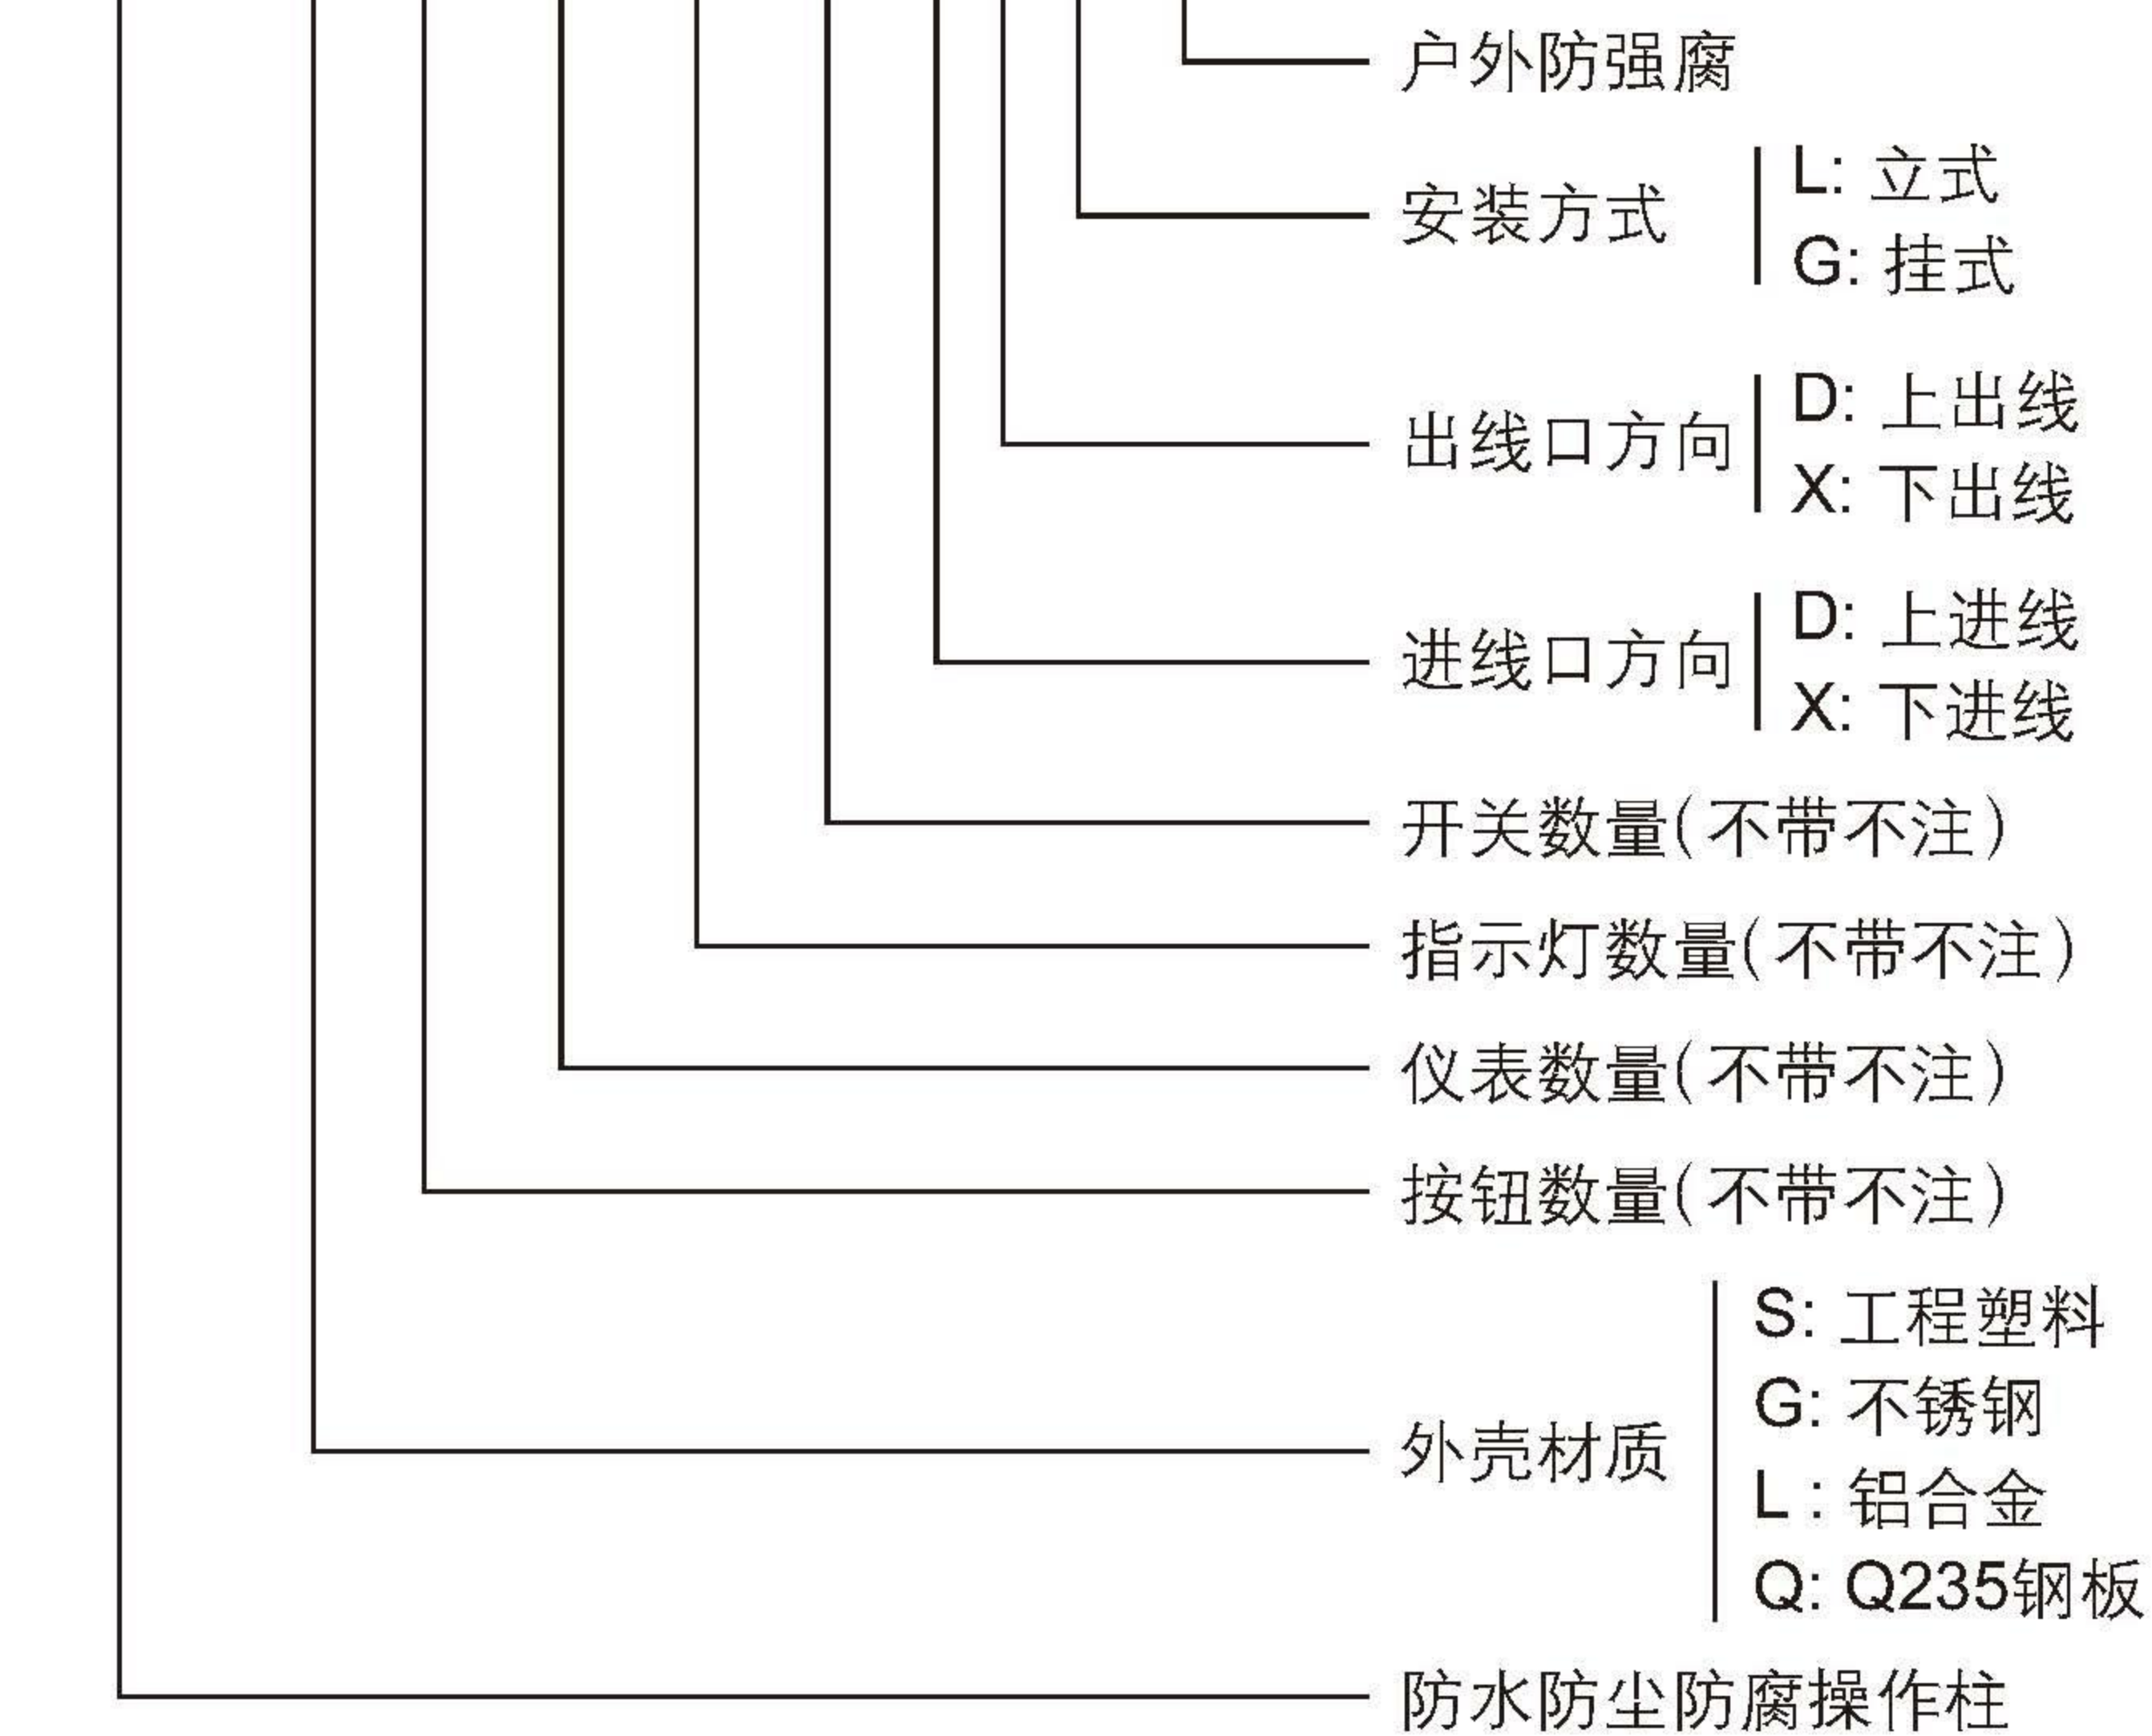 户外防强腐
安装方式
L: 立式
G: 挂式
出线口方向
D: 上出线
X: 下出线
进线口方向
D: 上进线
X: 下进线
开关数量(不带不注)
指示灯数量(不带不注)
仪表数量(不带不注)
按钮数量(不带不注)
外壳材质
S: 工程塑料
G: 不锈钢
L : 铝合金
Q: Q235钢板
防水防尘防腐操作柱